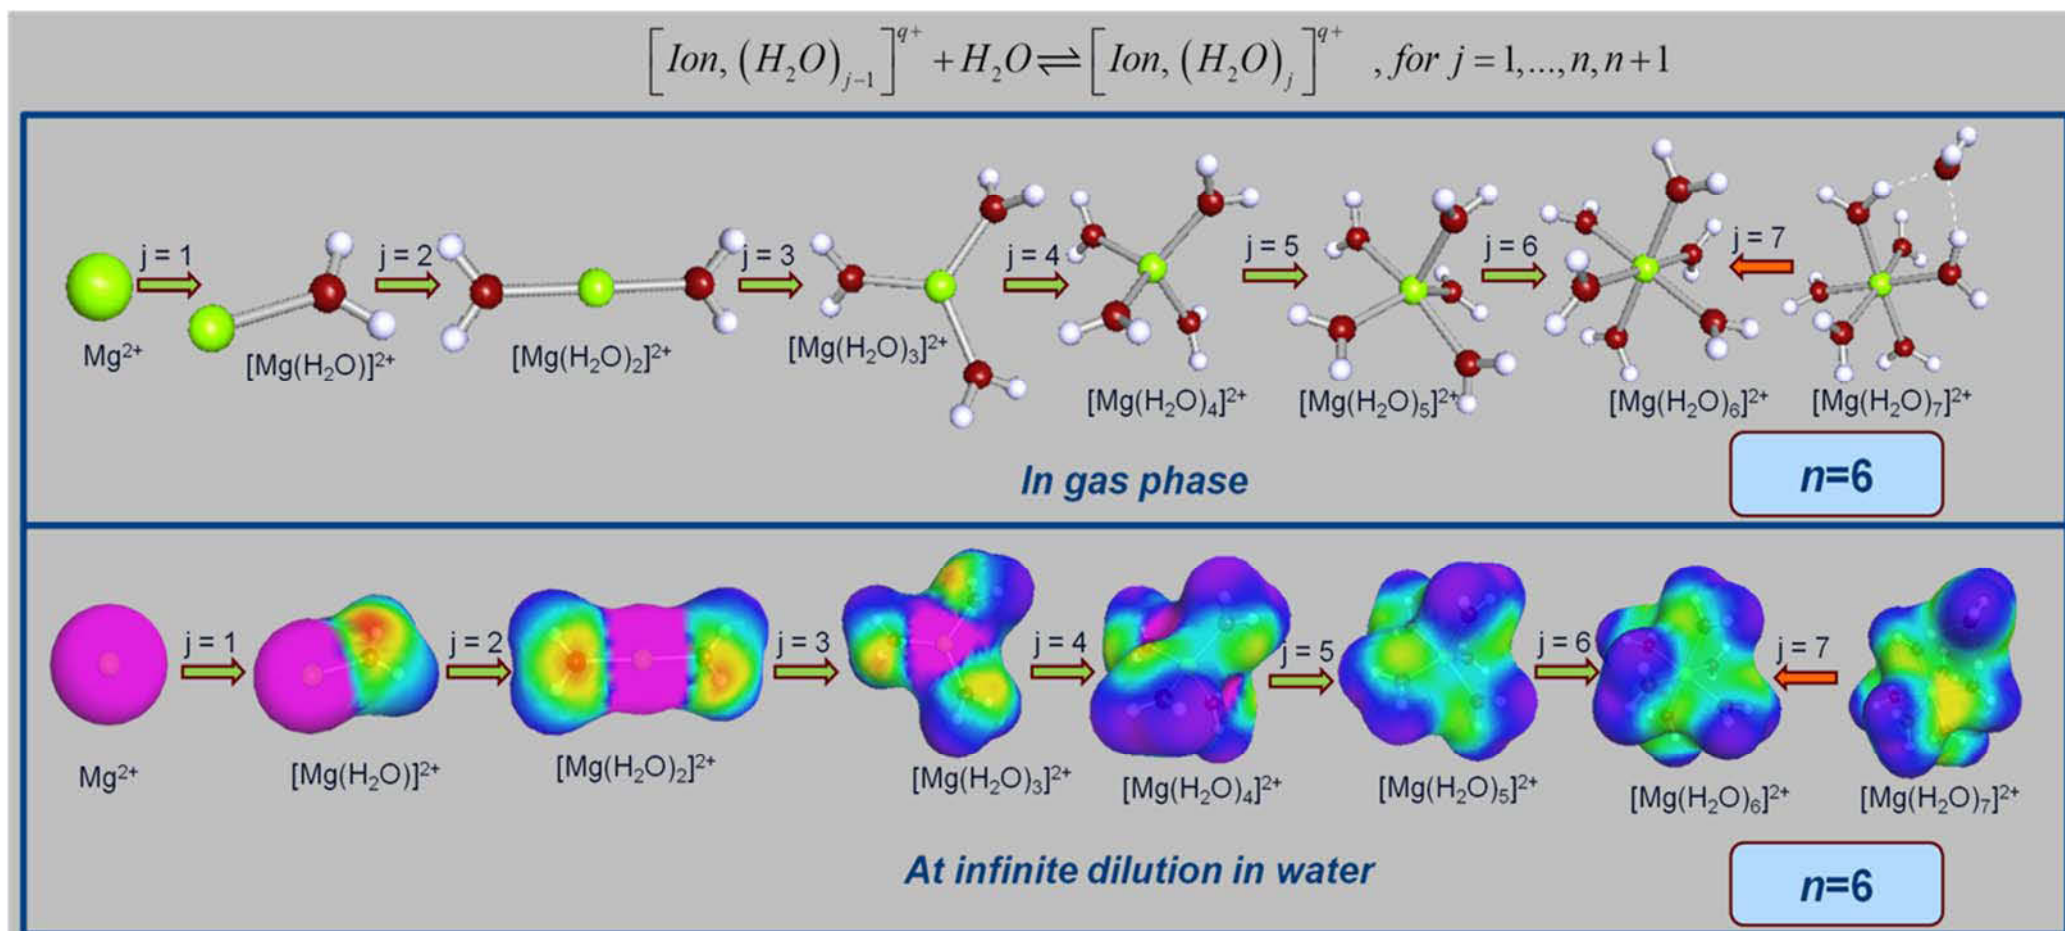 [Ion, (H₂O)ⱼ₋₁]^q+ + H₂O ⇌ [Ion, (H₂O)ⱼ]^q+ , for j = 1,..., n, n+1
j = 1 j = 2 j = 3 j = 4 j = 5 j = 6 j = 7
Mg²⁺ [Mg(H₂O)]²⁺ [Mg(H₂O)₂]²⁺ [Mg(H₂O)₃]²⁺ [Mg(H₂O)₄]²⁺ [Mg(H₂O)₅]²⁺ [Mg(H₂O)₆]²⁺ [Mg(H₂O)₇]²⁺
In gas phase n=6
j = 1 j = 2 j = 3 j = 4 j = 5 j = 6 j = 7
Mg²⁺ [Mg(H₂O)]²⁺ [Mg(H₂O)₂]²⁺ [Mg(H₂O)₃]²⁺ [Mg(H₂O)₄]²⁺ [Mg(H₂O)₅]²⁺ [Mg(H₂O)₆]²⁺ [Mg(H₂O)₇]²⁺
At infinite dilution in water n=6